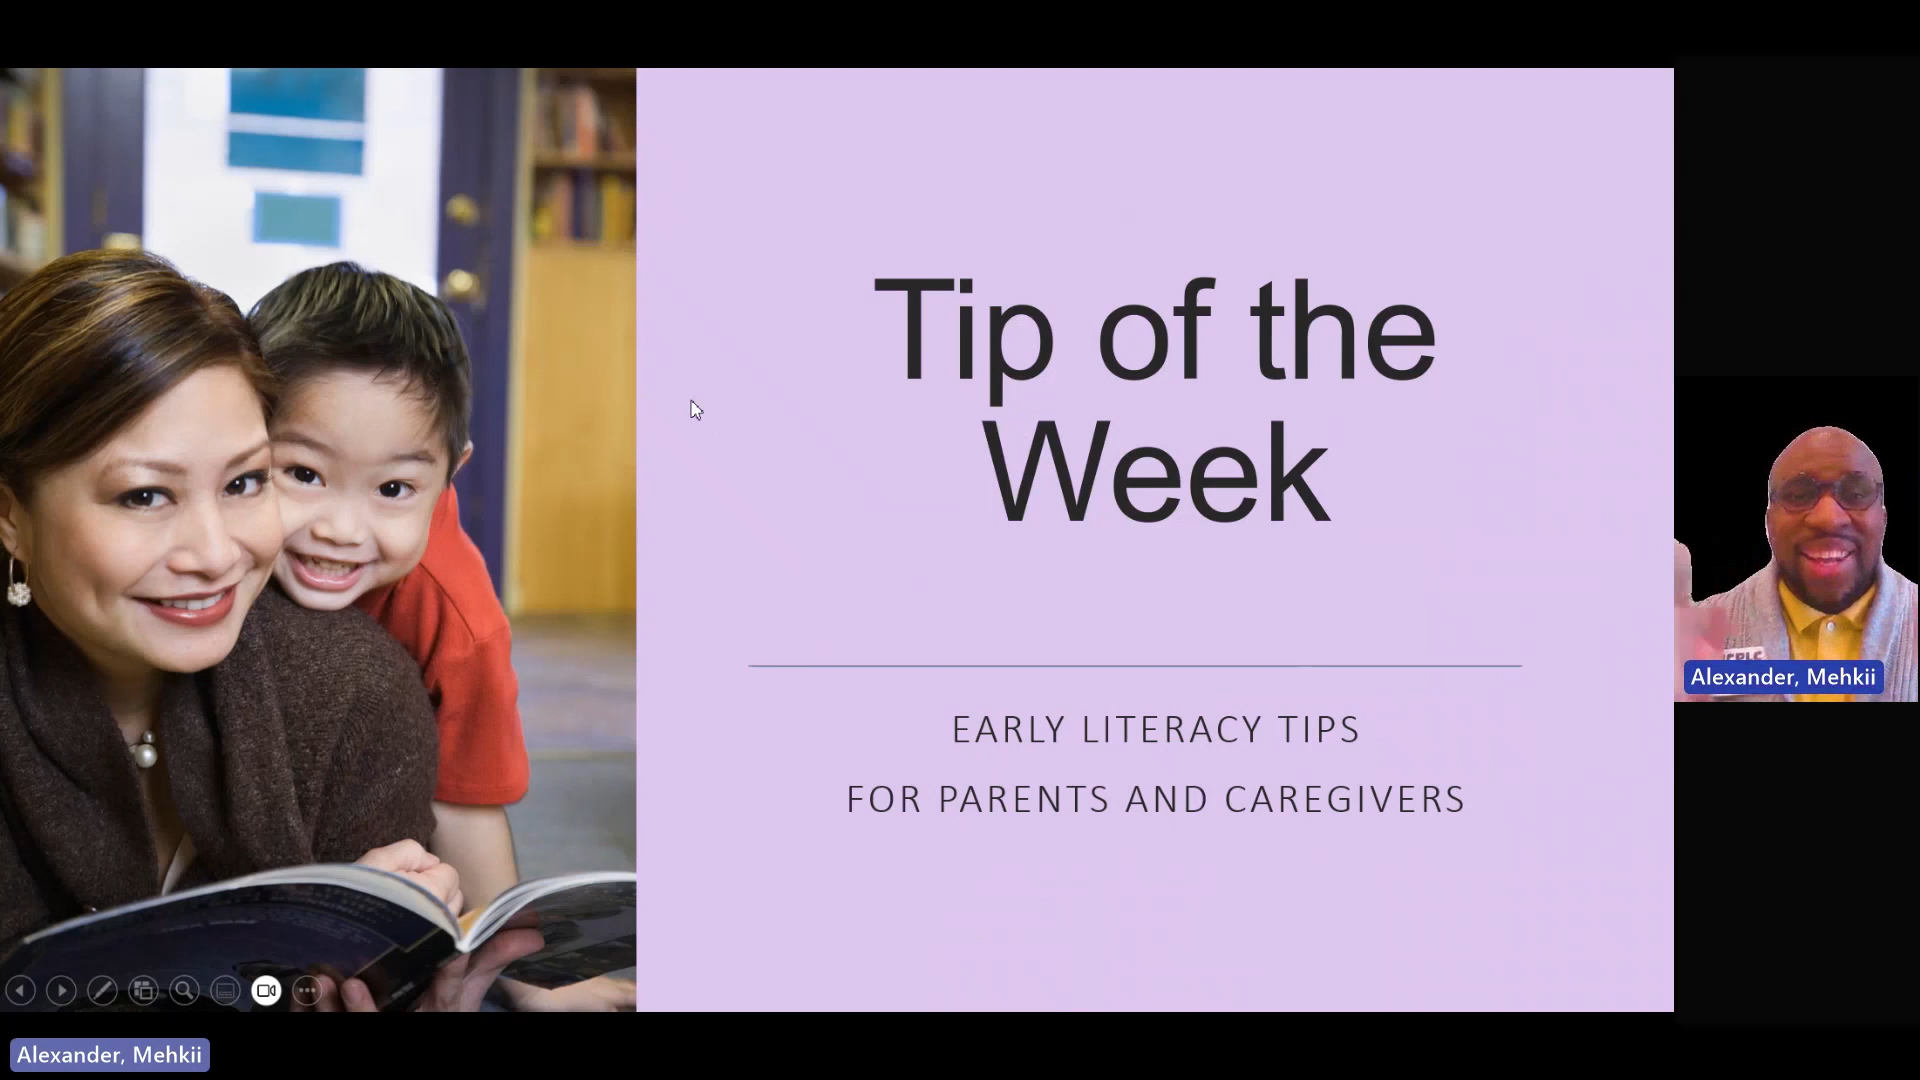 Tip of the
Week
EARLY LITERACY TIPS
FOR PARENTS AND CAREGIVERS
Alexander, Mehkii
Alexander, Mehkii